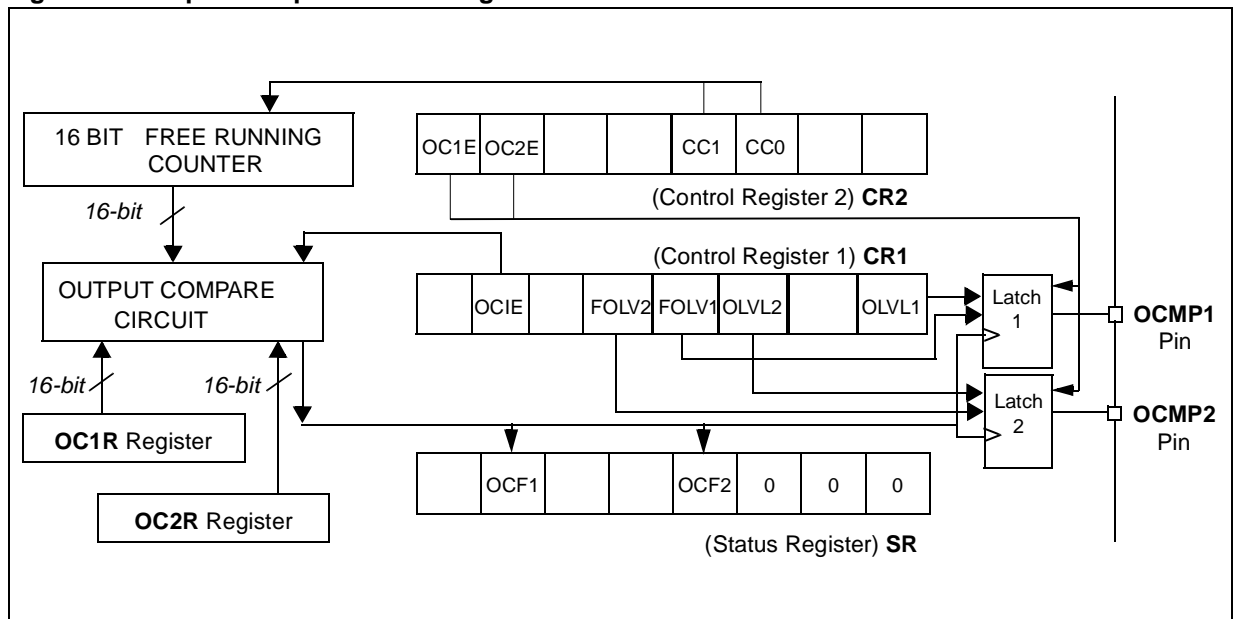 16 BIT FREE RUNNING
COUNTER
16-bit
OC1E OC2E CC1 CC0
(Control Register 2) CR2
(Control Register 1) CR1
OUTPUT COMPARE
CIRCUIT
OCIE FOLV2 FOLV1 OLVL2 OLVL1
Latch
1
OCMP1
Pin
16-bit
16-bit
Latch
2
OCMP2
Pin
OC1R Register
OCF1 OCF2 0 0 0
OC2R Register
(Status Register) SR